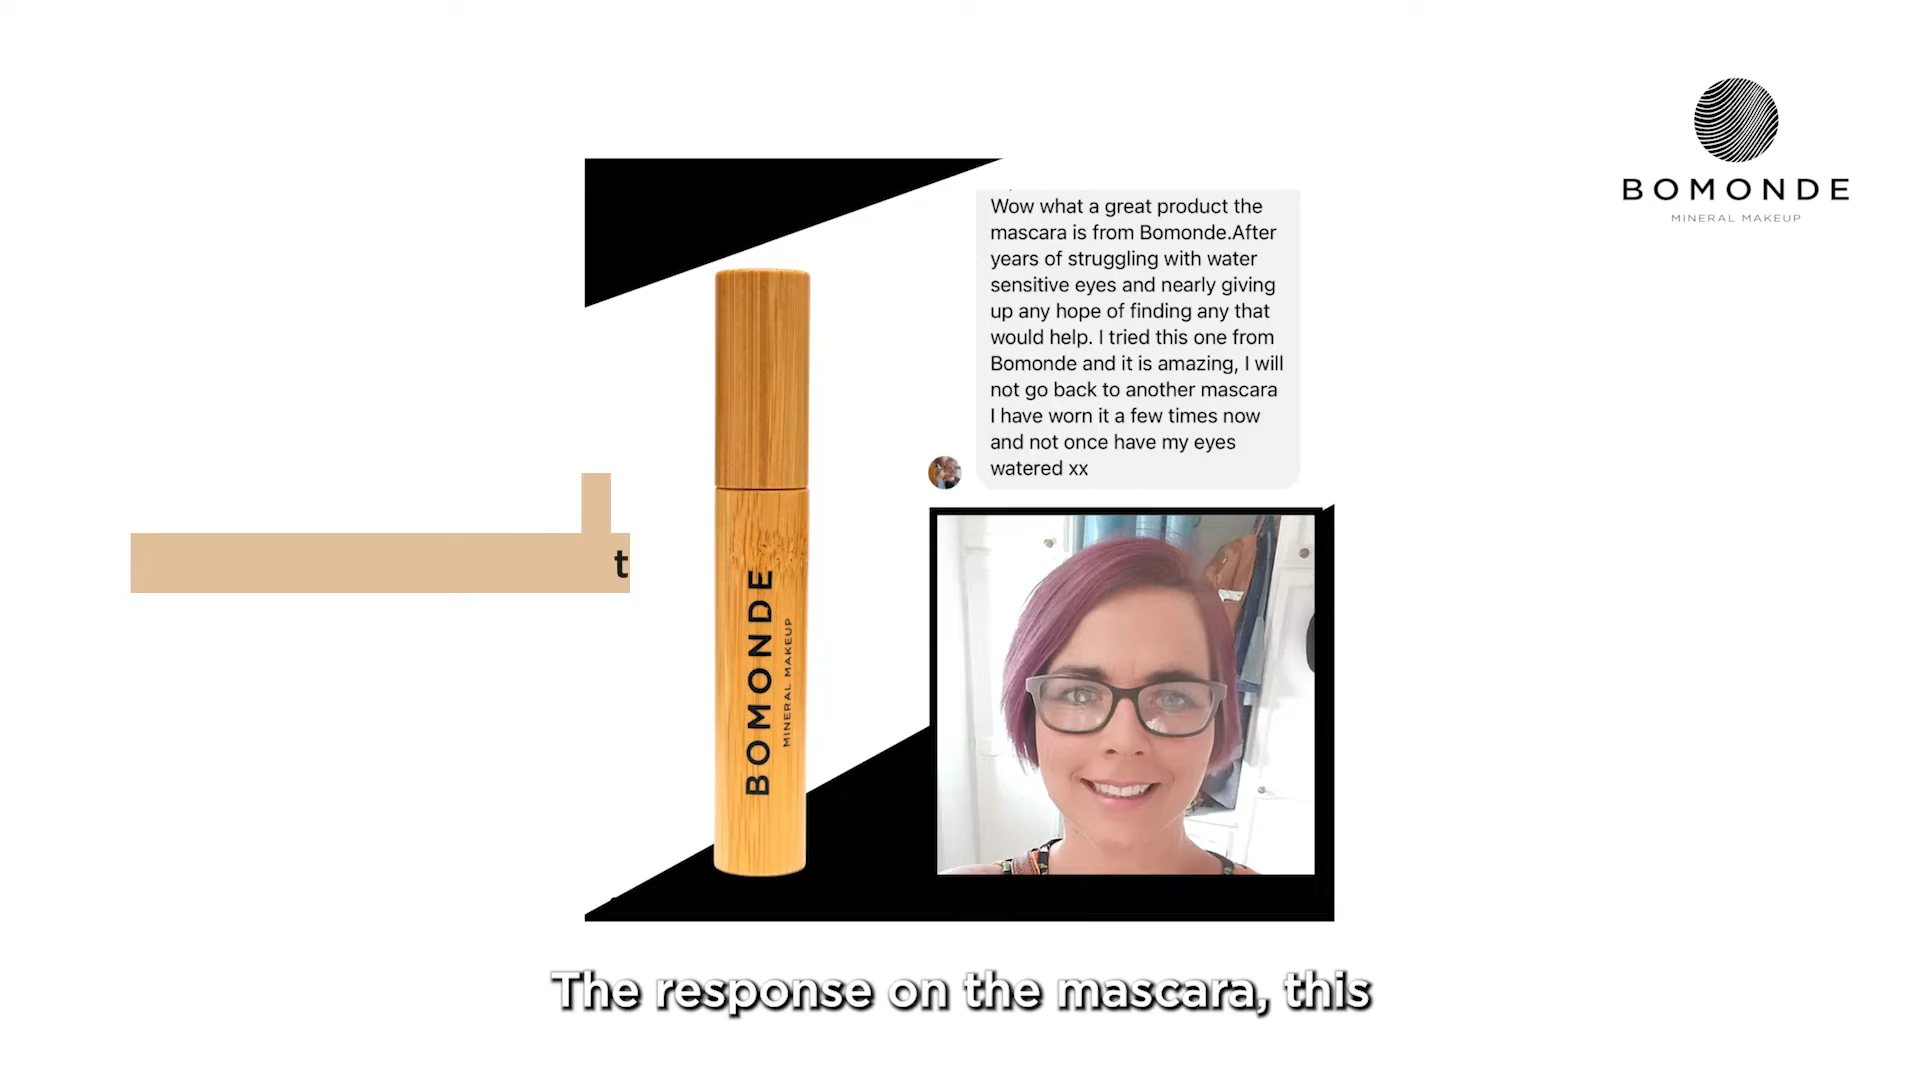 BOMONDE
MINERAL MAKEUP
Wow what a great product the
mascara is from Bomonde.After
years of struggling with water
sensitive eyes and nearly giving
up any hope of finding any that
would help. I tried this one from
Bomonde and it is amazing, I will
not go back to another mascara
I have worn it a few times now
and not once have my eyes
watered xx
t
BOMONDE
MINERAL MAKEUP
The response on the mascara, this